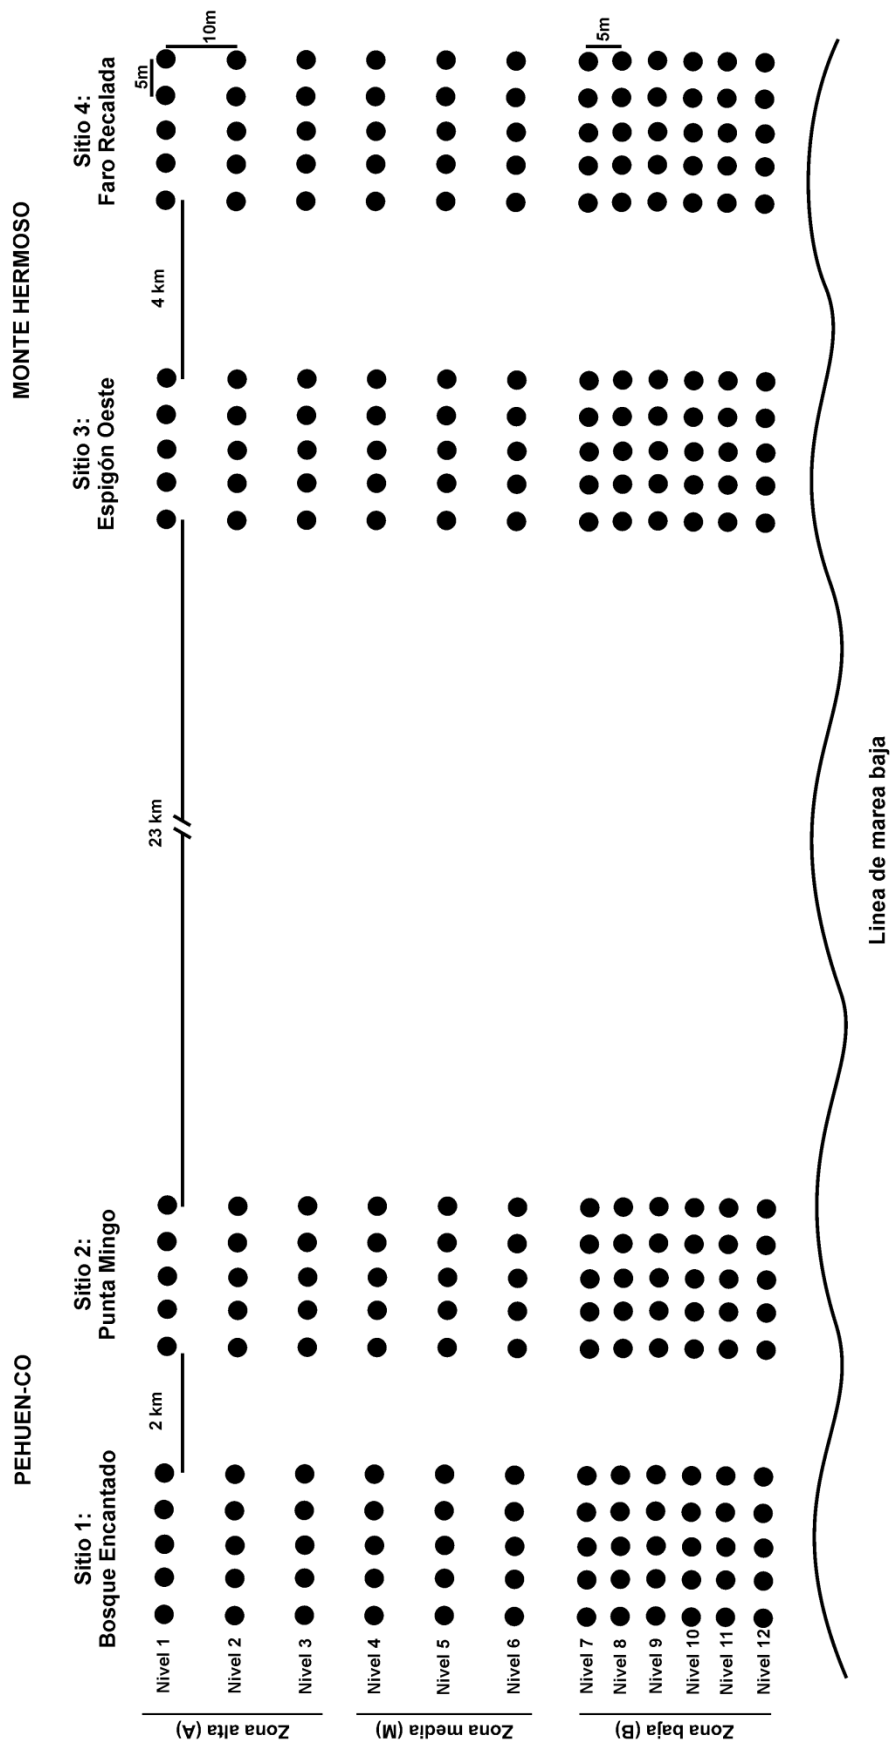 PEHUEN-CO
MONTE HERMOSO
Sitio 1:
Bosque Encantado
Sitio 2:
Punta Mingo
Sitio 3:
Espigón Oeste
Sitio 4:
Faro Recalada
2 km
23 km
4 km
5m
10m
5m
Zona alta (A)
Nivel 1
Nivel 2
Nivel 3
Zona media (M)
Nivel 4
Nivel 5
Nivel 6
Zona baja (B)
Nivel 7
Nivel 8
Nivel 9
Nivel 10
Nivel 11
Nivel 12
Linea de marea baja